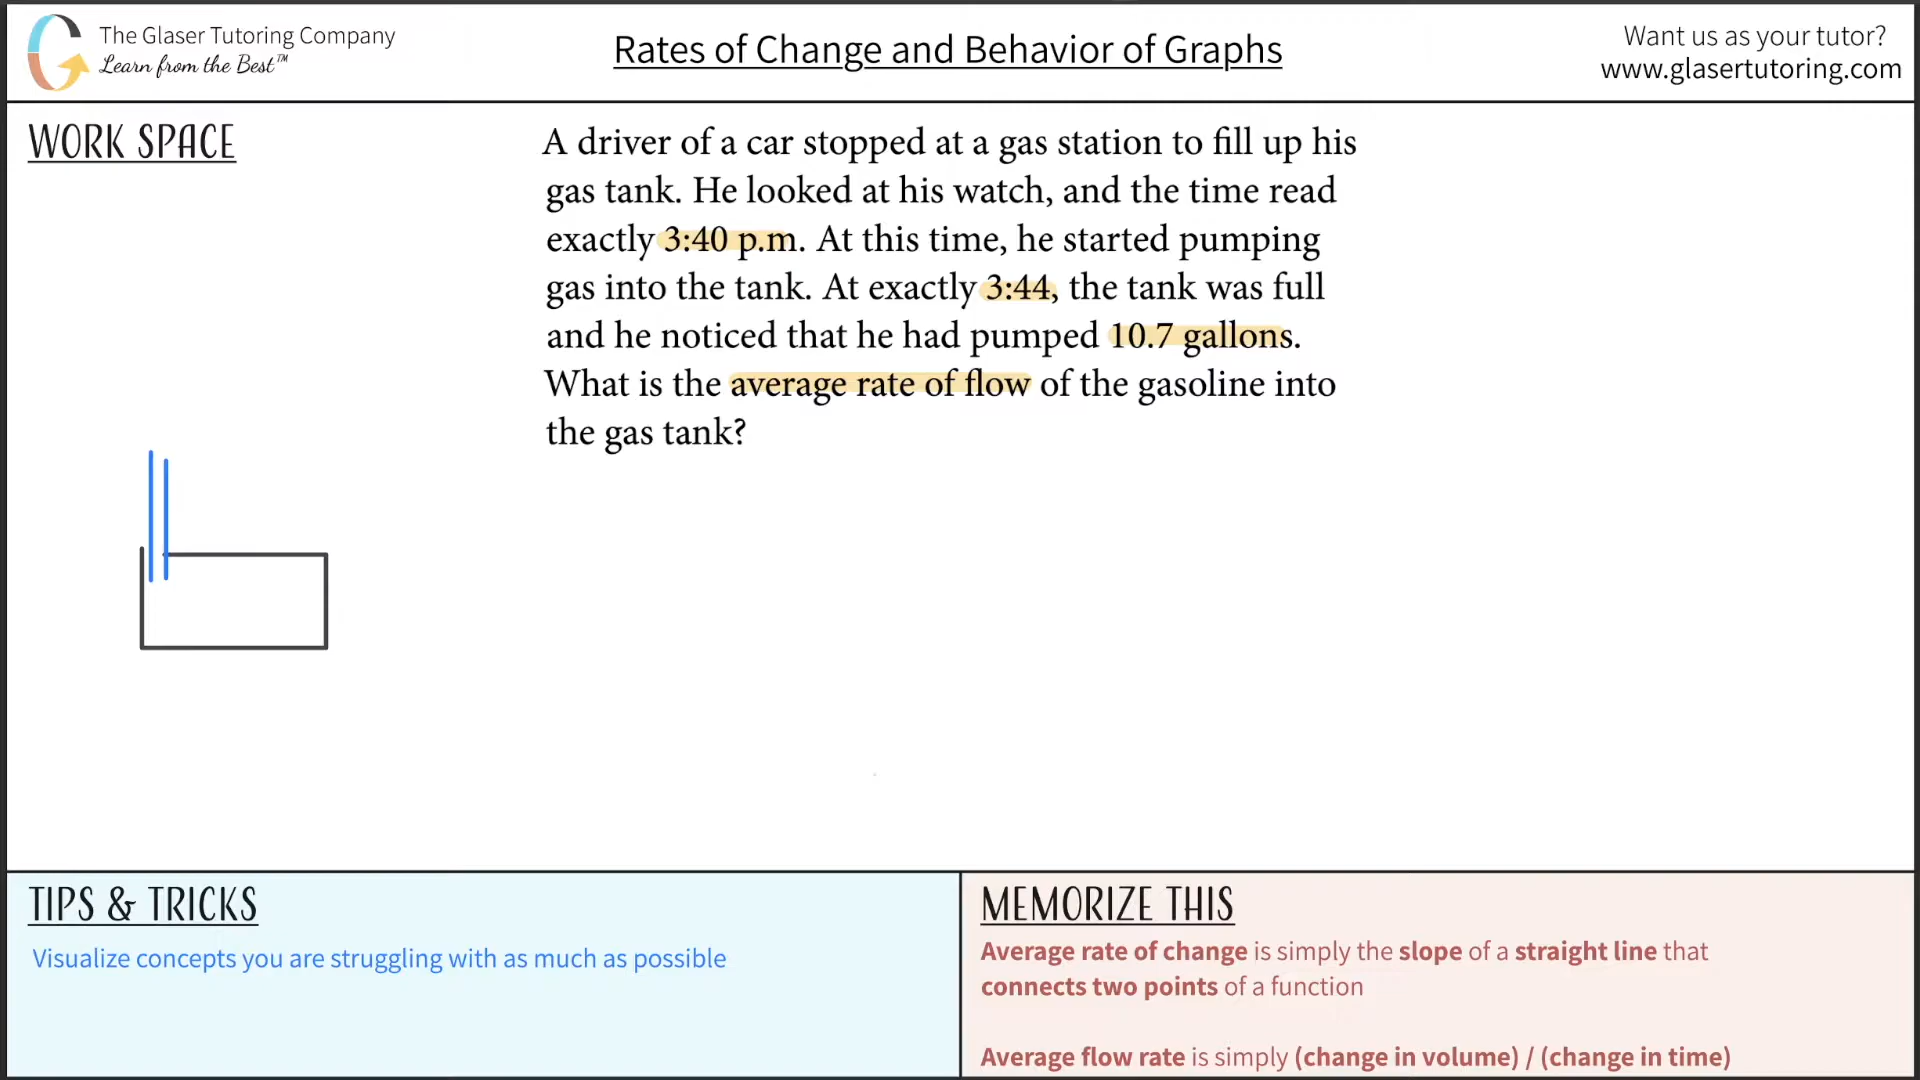 The Glaser Tutoring Company
Learn from the Best™
Rates of Change and Behavior of Graphs
Want us as your tutor?
www.glasertutoring.com
WORK SPACE
A driver of a car stopped at a gas station to fill up his
gas tank. He looked at his watch, and the time read
exactly 3:40 p.m. At this time, he started pumping
gas into the tank. At exactly 3:44, the tank was full
and he noticed that he had pumped 10.7 gallons.
What is the average rate of flow of the gasoline into
the gas tank?
TIPS & TRICKS
Visualize concepts you are struggling with as much as possible
MEMORIZE THIS
Average rate of change is simply the slope of a straight line that
connects two points of a function
Average flow rate is simply (change in volume) / (change in time)